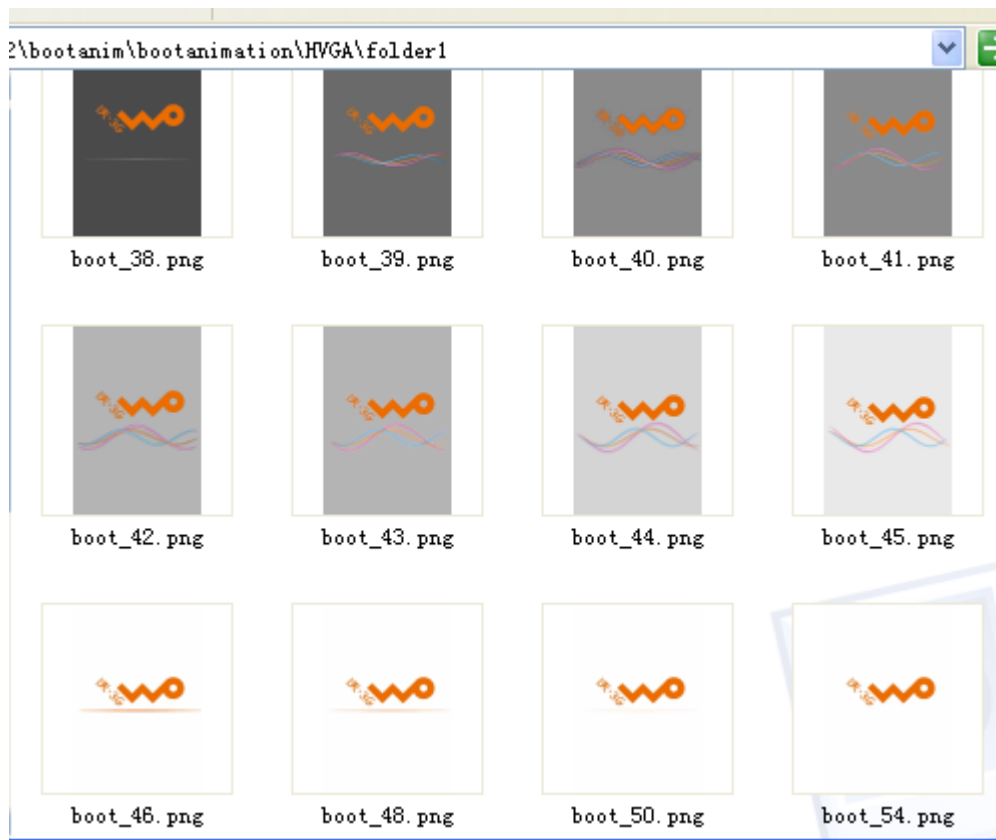 2\bootanim\bootanimation\HVGA\folder1
boot_38.png
boot_39.png
boot_40.png
boot_41.png
boot_42.png
boot_43.png
boot_44.png
boot_45.png
boot_46.png
boot_48.png
boot_50.png
boot_54.png